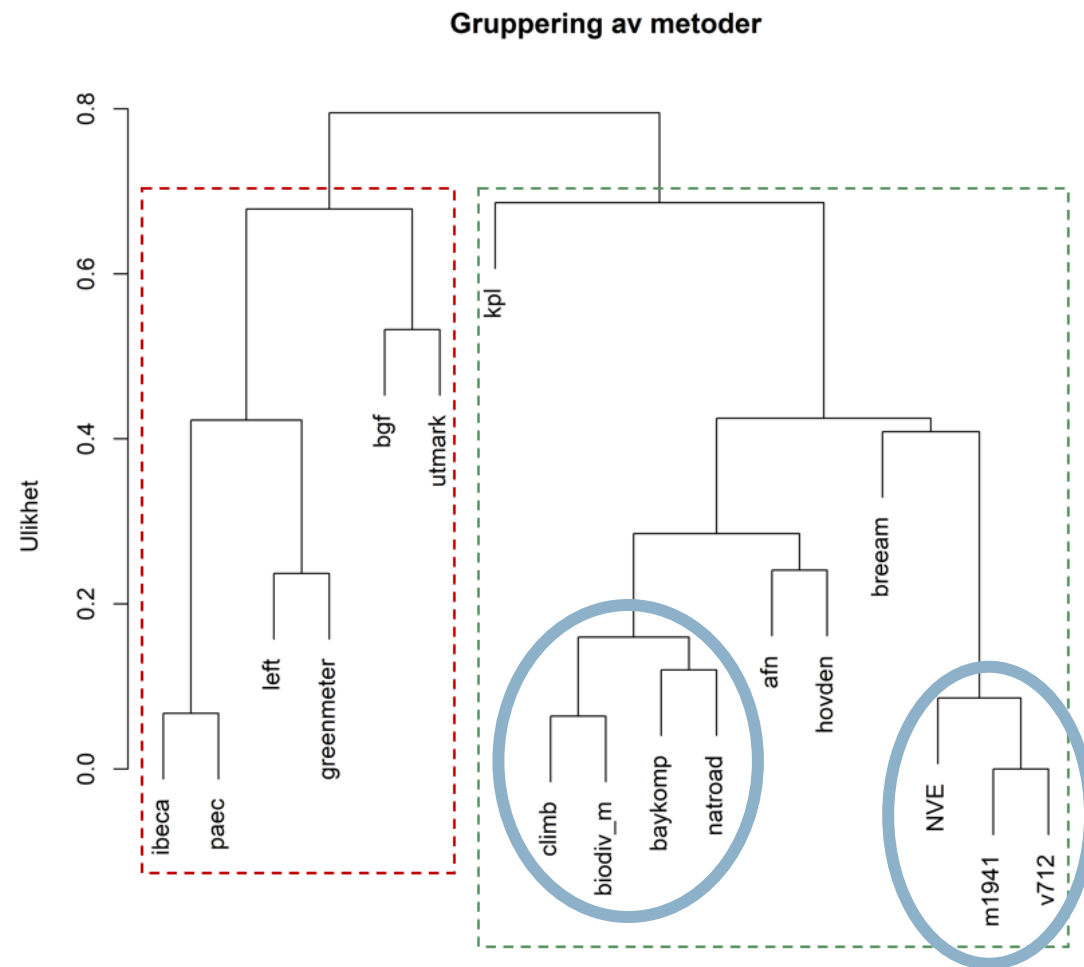 Gruppering av metoder
Ulikhet
0.8
0.6
0.4
0.2
0.0
ibeca
paec
left
greenmeter
bgf
utmark
kpl
climb
biodiv_m
baykomp
natroad
afn
hovden
breeam
NVE
m1941
v712